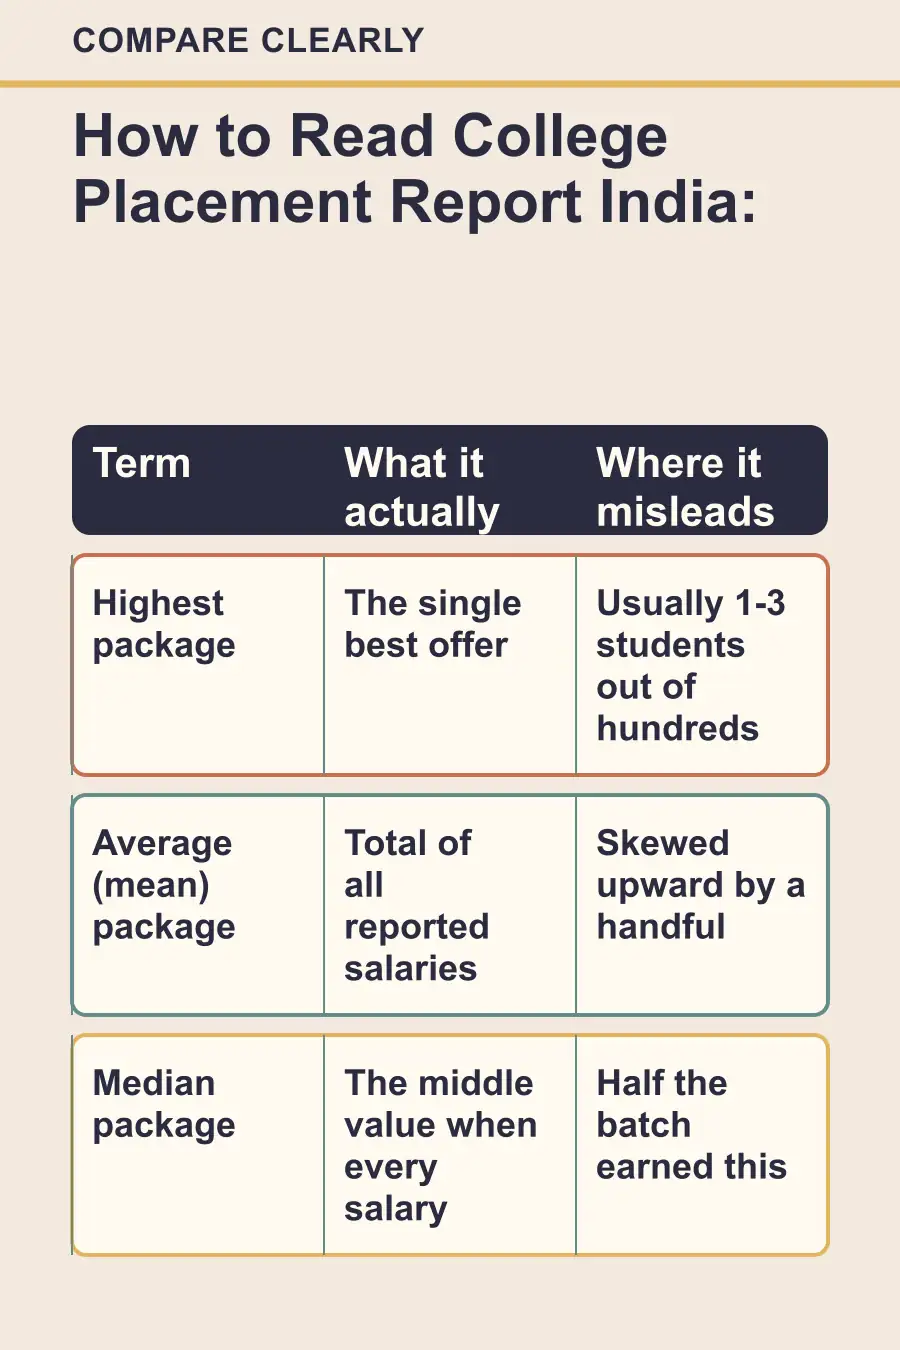 COMPARE CLEARLY
How to Read College
Placement Report India:
Term
What it
actually
Where it
misleads
Highest
package
The single
best offer
Usually 1-3
students
out of
hundreds
Average
(mean)
package
Total of
all
reported
salaries
Skewed
upward by a
handful
Median
package
The middle
value when
every
salary
Half the
batch
earned this